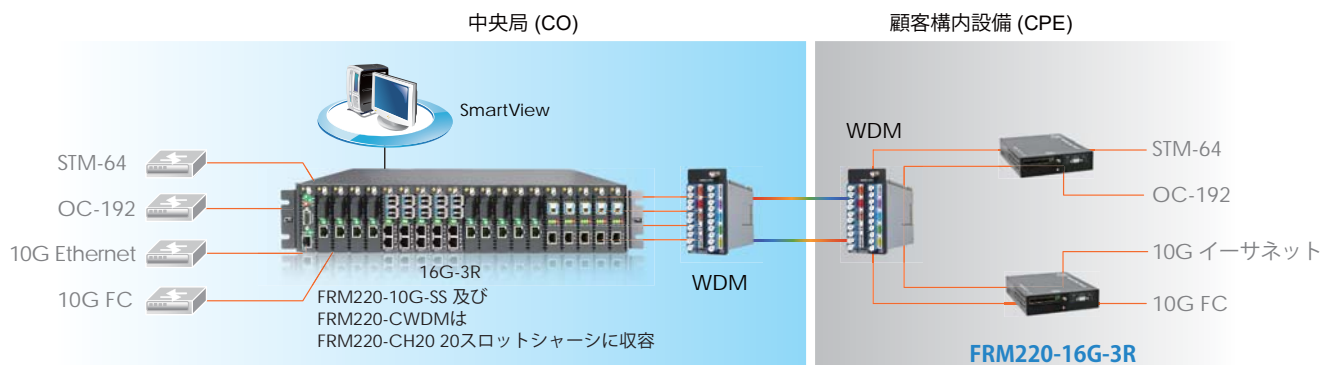 中央局 (CO)
顧客構内設備 (CPE)
SmartView
STM-64
OC-192
10G Ethernet
10G FC
16G-3R
FRM220-10G-SS 及び
FRM220-CWDMは
FRM220-CH20 20スロットシャーシに収容
WDM
WDM
STM-64
OC-192
10G イーサネット
10G FC
FRM220-16G-3R